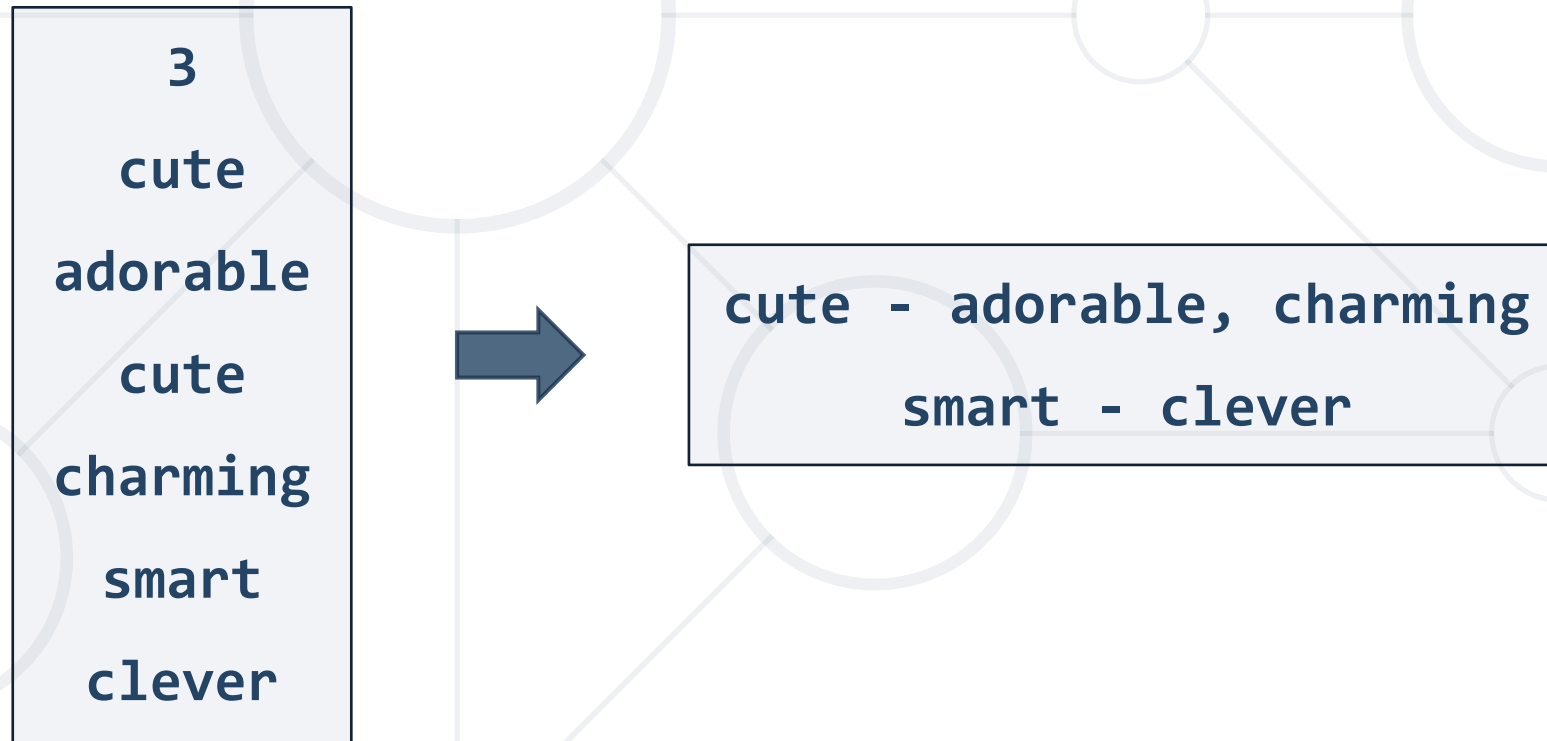 3
cute
adorable
cute
charming
smart
clever
cute - adorable, charming
smart - clever